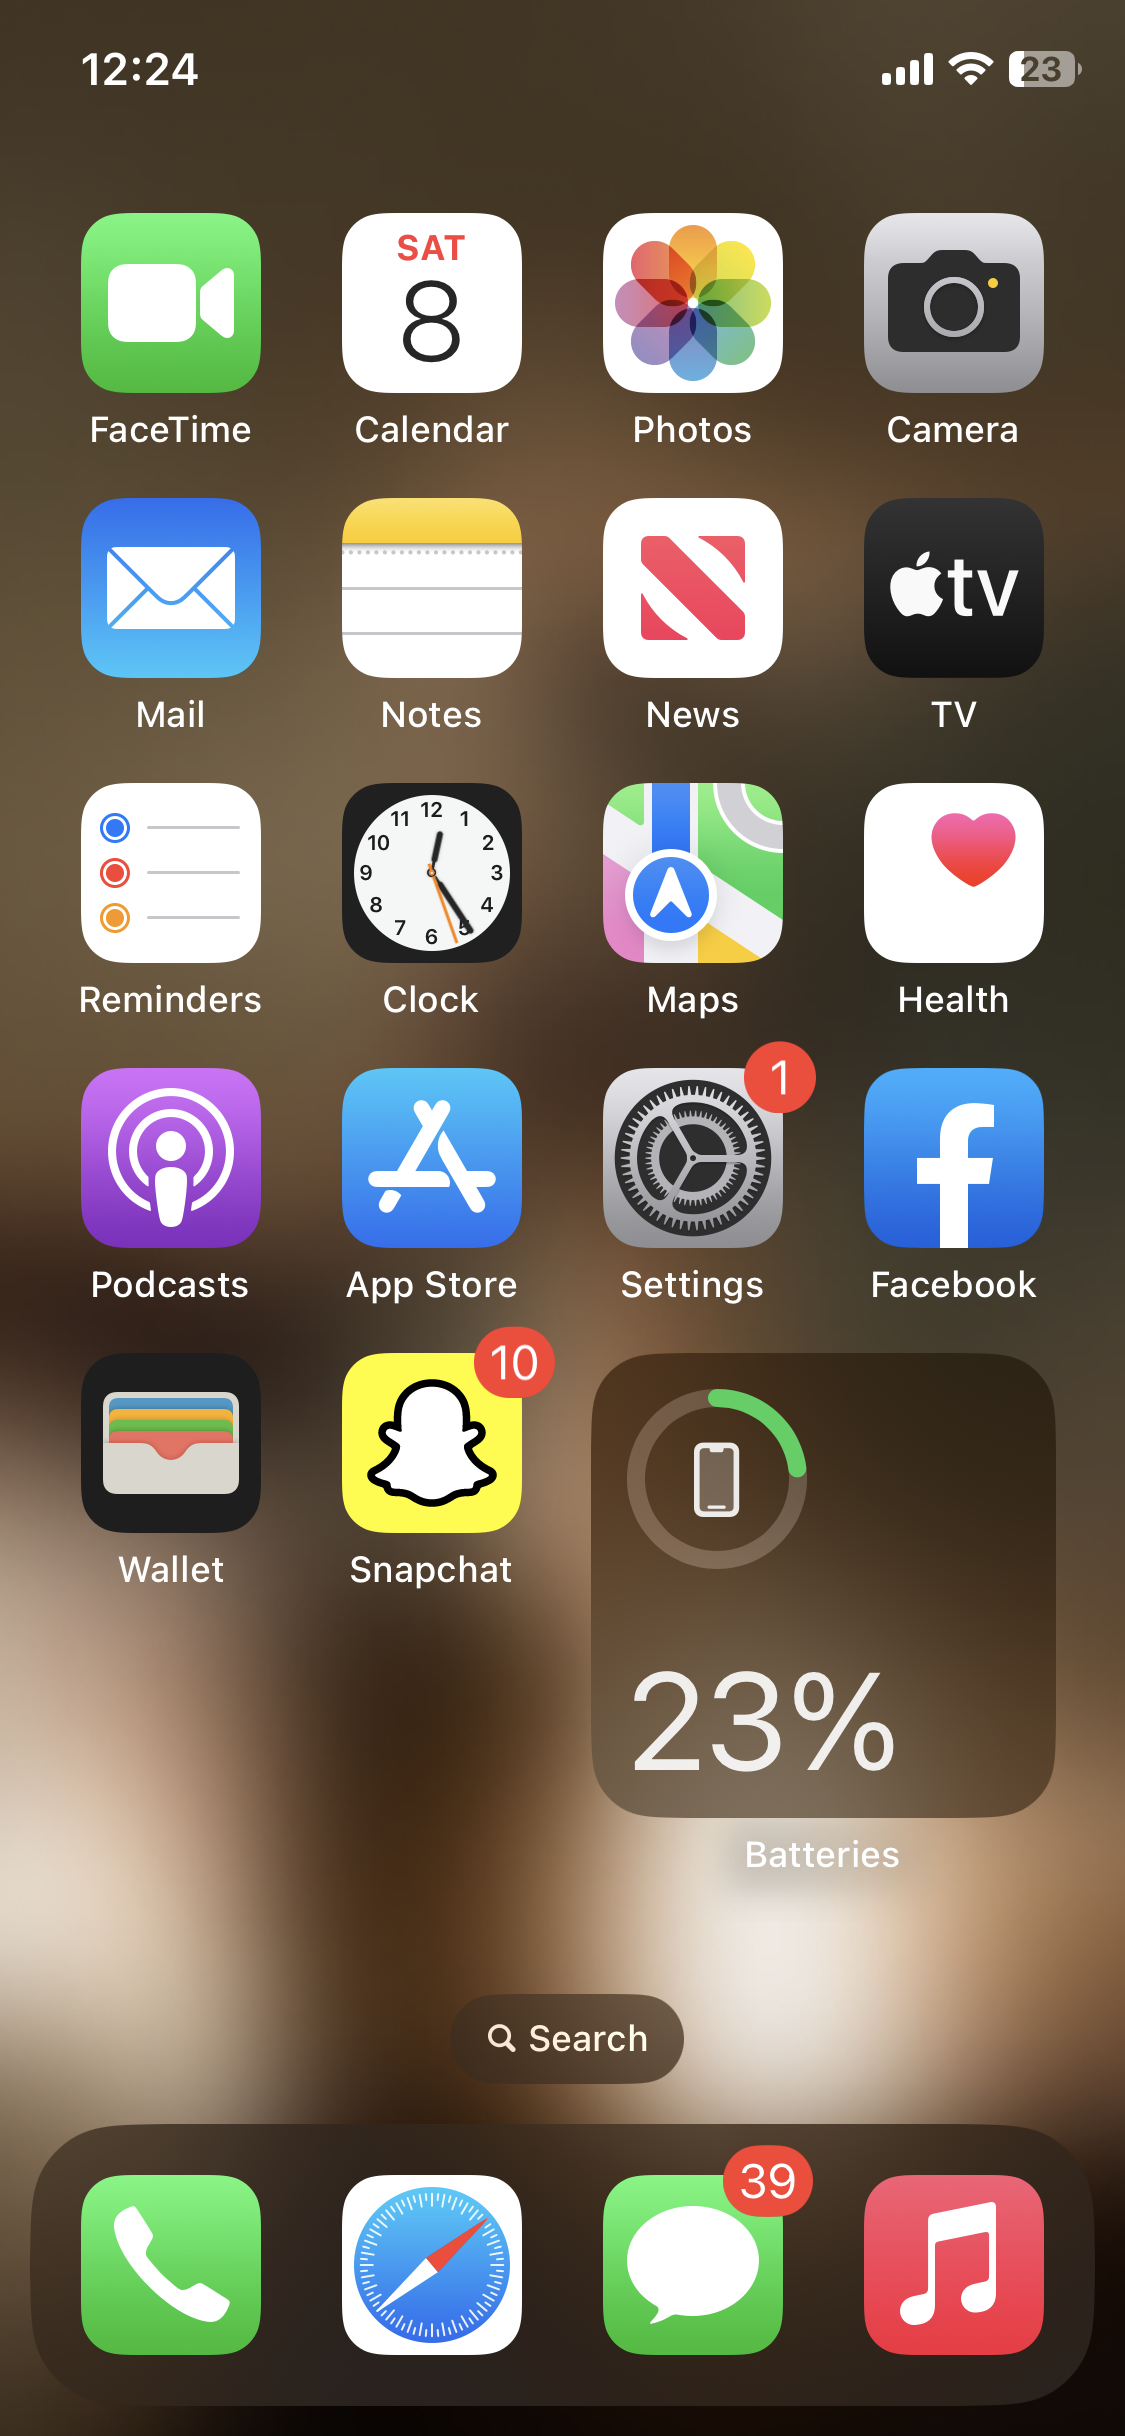 12:24
23
SAT
8
FaceTime
Calendar
Photos
Camera
tv
Mail
Notes
News
TV
12
11 1
10 2
9 3
8 4
7 5
6
Reminders
Clock
Maps
Health
1
Podcasts
App Store
Settings
Facebook
10
Wallet
Snapchat
23%
Batteries
Search
39